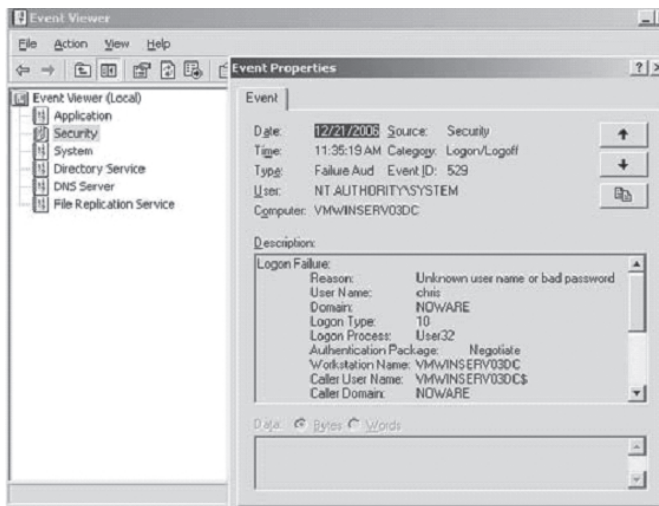 Event Viewer
File Action View Help
Event Viewer (Local)
Application
Security
System
Directory Service
DNS Server
File Replication Service
Event Properties
Event
Date: 12/21/2006 Source: Security
Time: 11:35:19 AM Category: Logon/Logoff
Type: Failure Aud Event ID: 529
User: NT AUTHORITY\SYSTEM
Computer: VMWINSERV03DC
Description:
Logon Failure:
Reason: Unknown user name or bad password
User Name: chris
Domain: NOWARE
Logon Type: 10
Logon Process: User32
Authentication Package: Negotiate
Workstation Name: VMWINSERV03DC
Caller User Name: VMWINSERV03DC$
Caller Domain: NOWARE
Data: Bytes Words